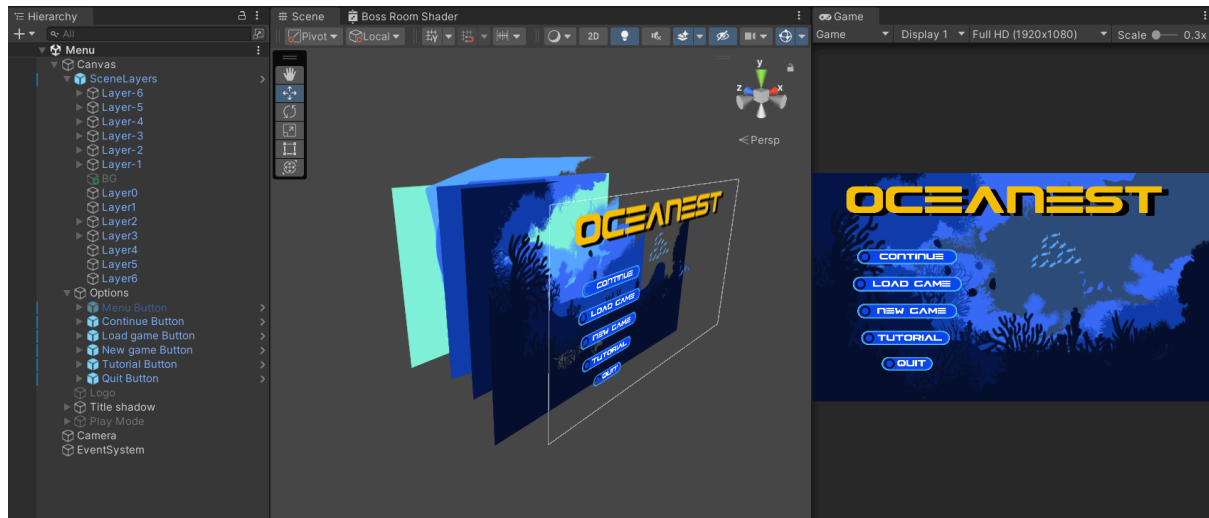 Hierarchy
All
Menu
Canvas
SceneLayers
Layer-6
Layer-5
Layer-4
Layer-3
Layer-2
Layer-1
BG
Layer0
Layer1
Layer2
Layer3
Layer4
Layer5
Layer6
Options
Menu Button
Continue Button
Load game Button
New game Button
Tutorial Button
Quit Button
Logo
Title shadow
Play Mode
Camera
EventSystem
Scene Boss Room Shader
Pivot Local 2D
y
z x
Persp
OCEANEST
CONTINUE
LOAD GAME
NEW GAME
TUTORIAL
QUIT
Game
Game Display 1 Full HD (1920x1080) Scale 0.3x
OCEANEST
CONTINUE
LOAD GAME
NEW GAME
TUTORIAL
QUIT